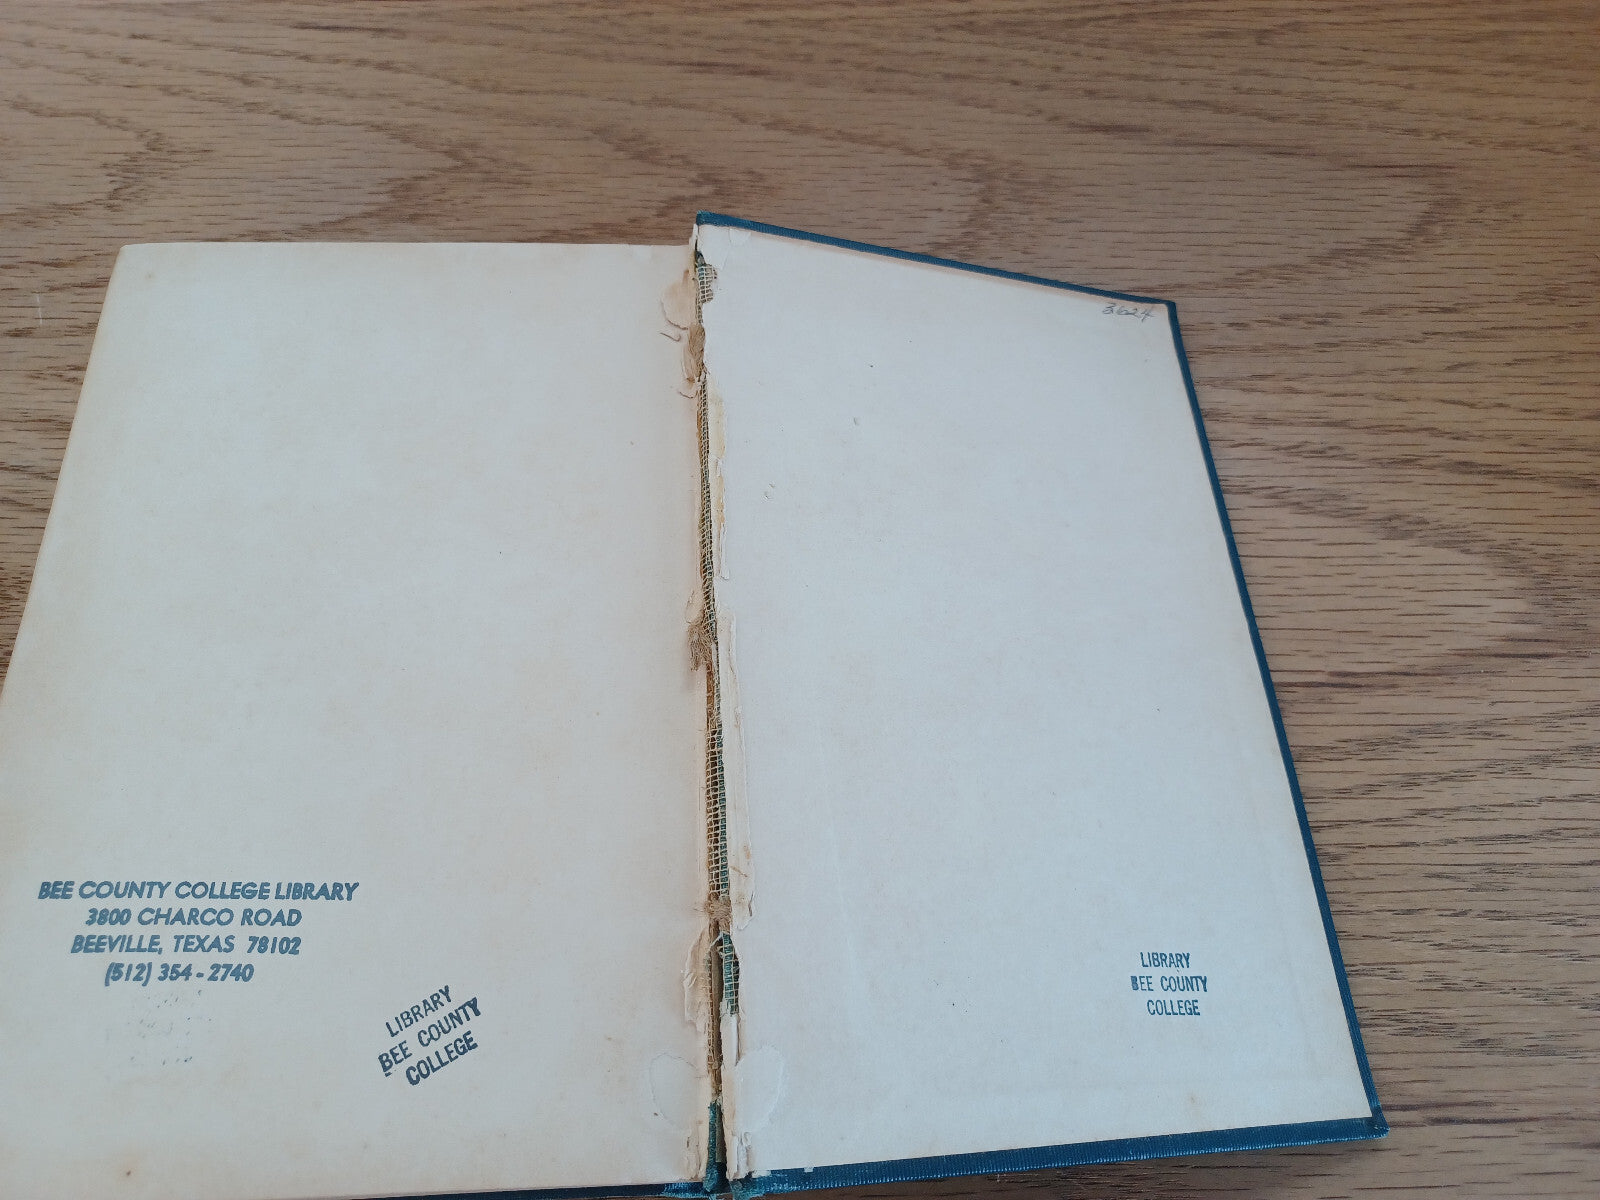 BEE COUNTY COLLEGE LIBRARY
3800 CHARCO ROAD
BEEVILLE, TEXAS 78102
(512) 354-2740
LIBRARY
BEE COUNTY
COLLEGE
3624
LIBRARY
BEE COUNTY
COLLEGE